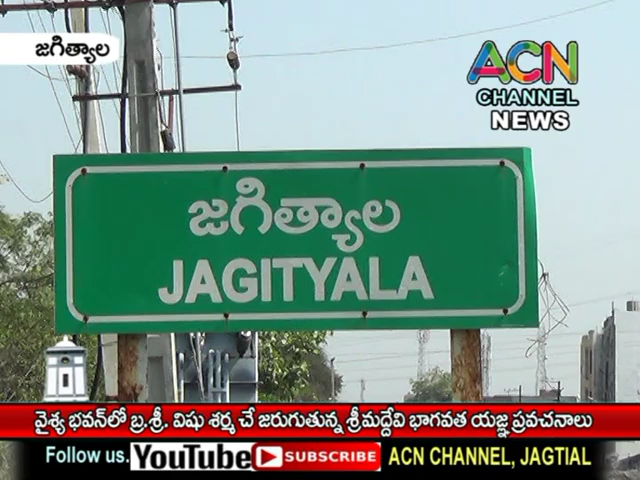 జగిత్యాల
ACN
CHANNEL
NEWS
జగిత్యాల
JAGITYALA
వైశ్య భవన్‌లో బ్ర.శ్రీ. విషు శర్మ చే జరుగుతున్న శ్రీమద్దేవి భాగవత యజ్ఞ ప్రవచనాలు
Follow us. YouTube SUBSCRIBE ACN CHANNEL, JAGTIAL